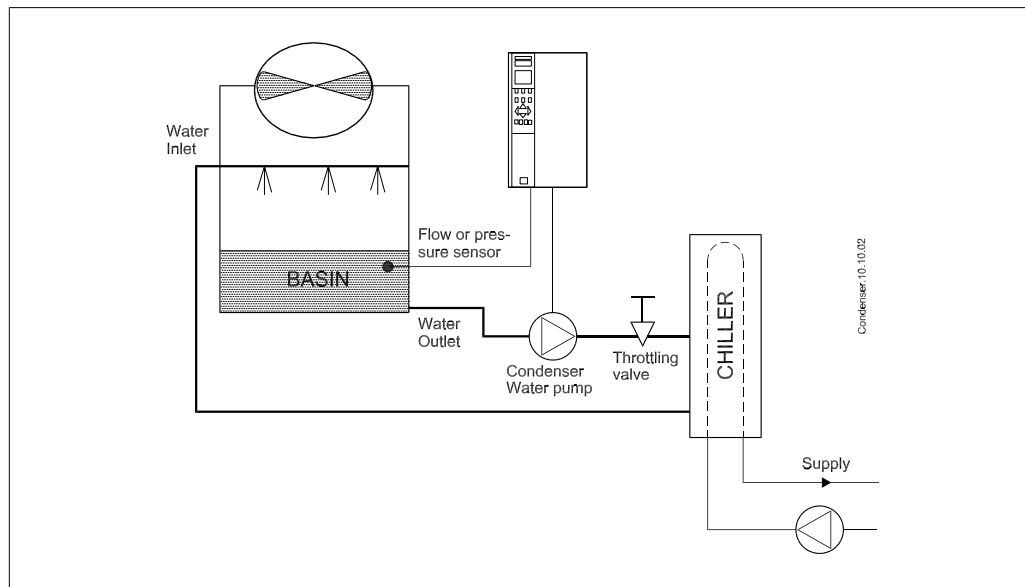 Water
Inlet
Flow or pres-
sure sensor
BASIN
Water
Outlet
Condenser
Water pump
Throttling
valve
CHILLER
Condenser.10.10.02
Supply